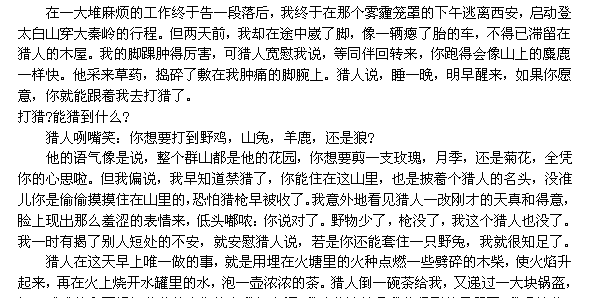 在一大堆麻烦的工作终于告一段落后，我终于在那个雾霾笼罩的下午逃离西安，启动登
太白山穿大秦岭的行程。但两天前，我却在途中崴了脚，像一辆瘪了胎的车，不得已滞留在
猎人的木屋。我的脚踝肿得厉害，可猎人宽慰我说，等同伴回转来，你跑得会像山上的麋鹿
一样快。他采来草药，捣碎了敷在我肿痛的脚腕上。猎人说，睡一晚，明早醒来，如果你愿
意，你就能跟着我去打猎了。
打猎?能猎到什么?
猎人咧嘴笑：你想要打到野鸡，山兔，羊鹿，还是狼?
他的语气像是说，整个群山都是他的花园，你想要剪一支玫瑰，月季，还是菊花，全凭
你的心思啦。但我偏说，我早知道禁猎了，你能住在这山里，也是披着个猎人的名头，没准
儿你是偷偷摸摸住在山里的,恐怕猎枪早被收了。我意外地看见猎人一改刚才的天真和得意，
脸上现出那么羞涩的表情来，低头嘟哝：你说对了。野物少了，枪没了，我这个猎人也没了。
我一时有揭了别人短处的不安，就安慰猎人说，若是你还能套住一只野兔，我就很知足了。
猎人在这天早上唯一做的事，就是用埋在火塘里的火种点燃一些劈碎的木柴，使火焰升
起来，再在火上烧开水罐里的水，泡一壶浓浓的茶。猎人倒一碗茶给我，又递过一大块锅盔，